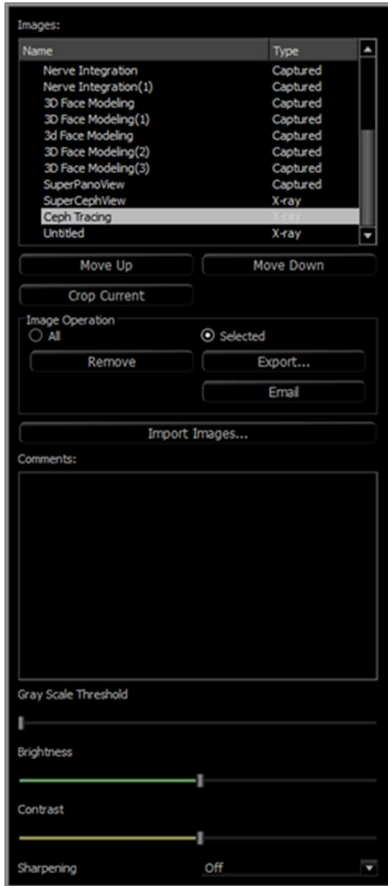 Images:
Name Type
Nerve Integration Captured
Nerve Integration(1) Captured
3D Face Modeling Captured
3D Face Modeling(1) Captured
3d Face Modeling Captured
3D Face Modeling(2) Captured
3D Face Modeling(3) Captured
SuperPanoView Captured
SuperCephView X-ray
Ceph Tracing X-ray
Untitled X-ray
Move Up Move Down
Crop Current
Image Operation
All Selected
Remove Export...
Email
Import Images...
Comments:
Gray Scale Threshold
Brightness
Contrast
Sharpening Off